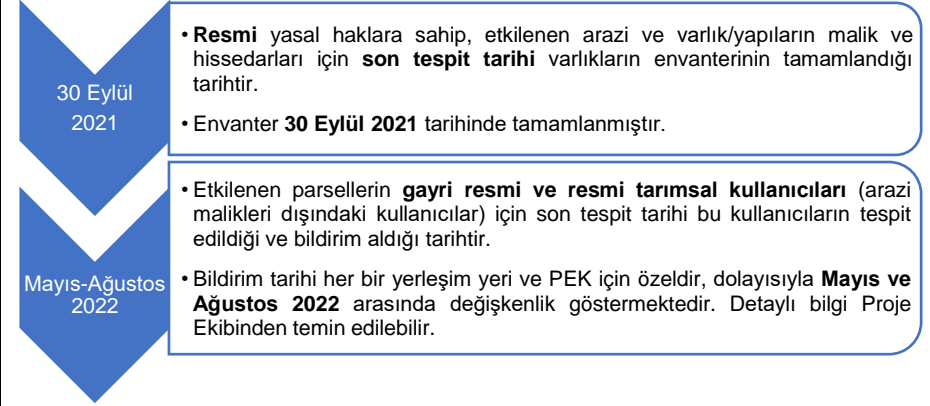 30 Eylül
2021
• Resmi yasal haklara sahip, etkilenen arazi ve varlık/yapıların malik ve
hissedarları için son tespit tarihi varlıkların envanterinin tamamlandığı
tarihtir.
• Envanter 30 Eylül 2021 tarihinde tamamlanmıştır.
Mayıs-Ağustos
2022
• Etkilenen parsellerin gayri resmi ve resmi tarımsal kullanıcıları (arazi
malikleri dışındaki kullanıcılar) için son tespit tarihi bu kullanıcıların tespit
edildiği ve bildirim aldığı tarihtir.
• Bildirim tarihi her bir yerleşim yeri ve PEK için özeldir, dolayısıyla Mayıs ve
Ağustos 2022 arasında değişkenlik göstermektedir. Detaylı bilgi Proje
Ekibinden temin edilebilir.